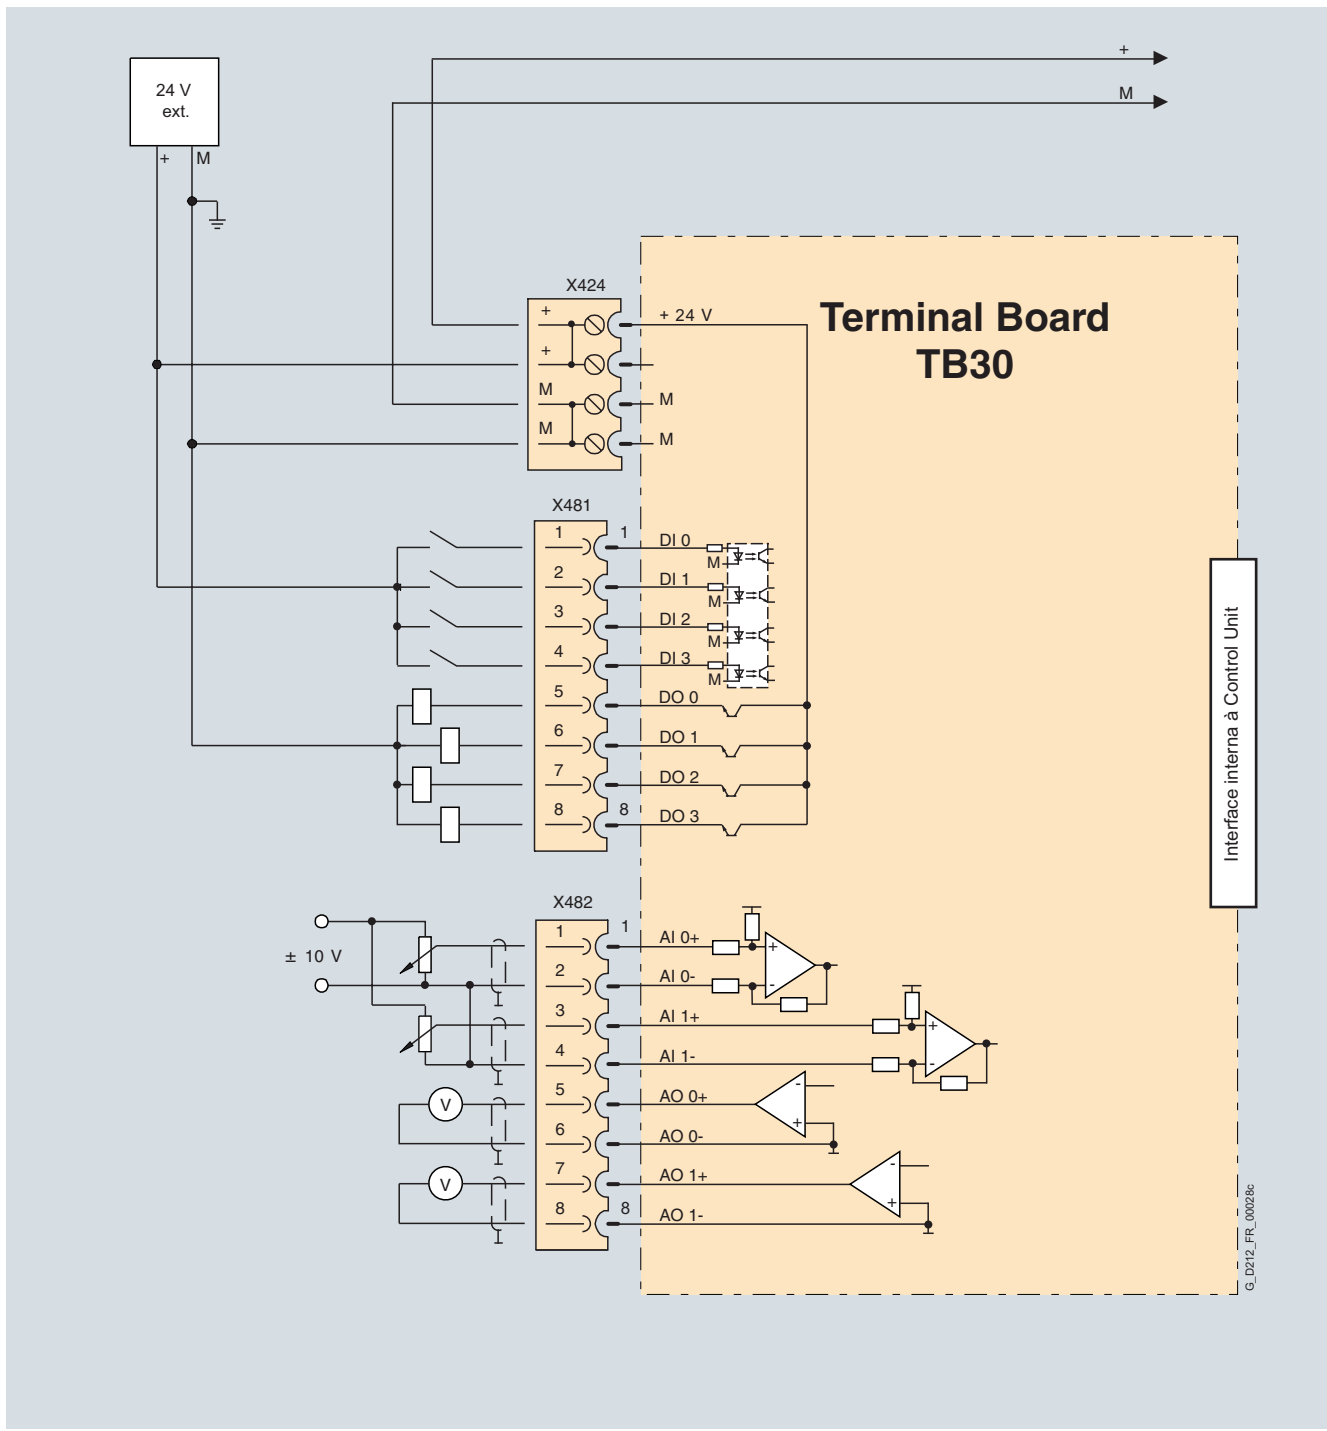 +
M
24 V
ext.
+ M
X424
+
+
M
M
+ 24 V
M
M
Terminal Board
TB30
X481
1 1 DI 0
M
2 DI 1
M
3 DI 2
M
4 DI 3
M
5 DO 0
6 DO 1
7 DO 2
8 8 DO 3
Interface interna à Control Unit
X482
± 10 V
1 1 AI 0+
+
2 AI 0-
-
3 AI 1+
+
4 AI 1-
-
V 5 AO 0+
-
+
6 AO 0-
V 7 AO 1+
-
+
8 8 AO 1-
G_D212_FR_00028c